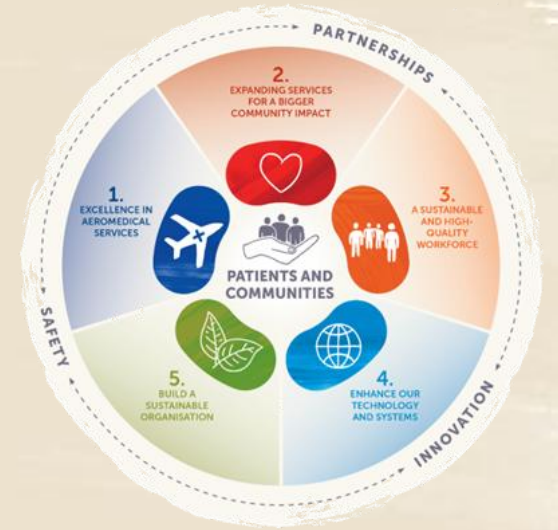 PARTNERSHIPS
2.
EXPANDING SERVICES
FOR A BIGGER
COMMUNITY IMPACT
1.
EXCELLENCE IN
AEROMEDICAL
SERVICES
3.
A SUSTAINABLE
AND HIGH-
QUALITY
WORKFORCE
PATIENTS AND
COMMUNITIES
SAFETY
5.
BUILD A
SUSTAINABLE
ORGANISATION
4.
ENHANCE OUR
TECHNOLOGY
AND SYSTEMS
INNOVATION